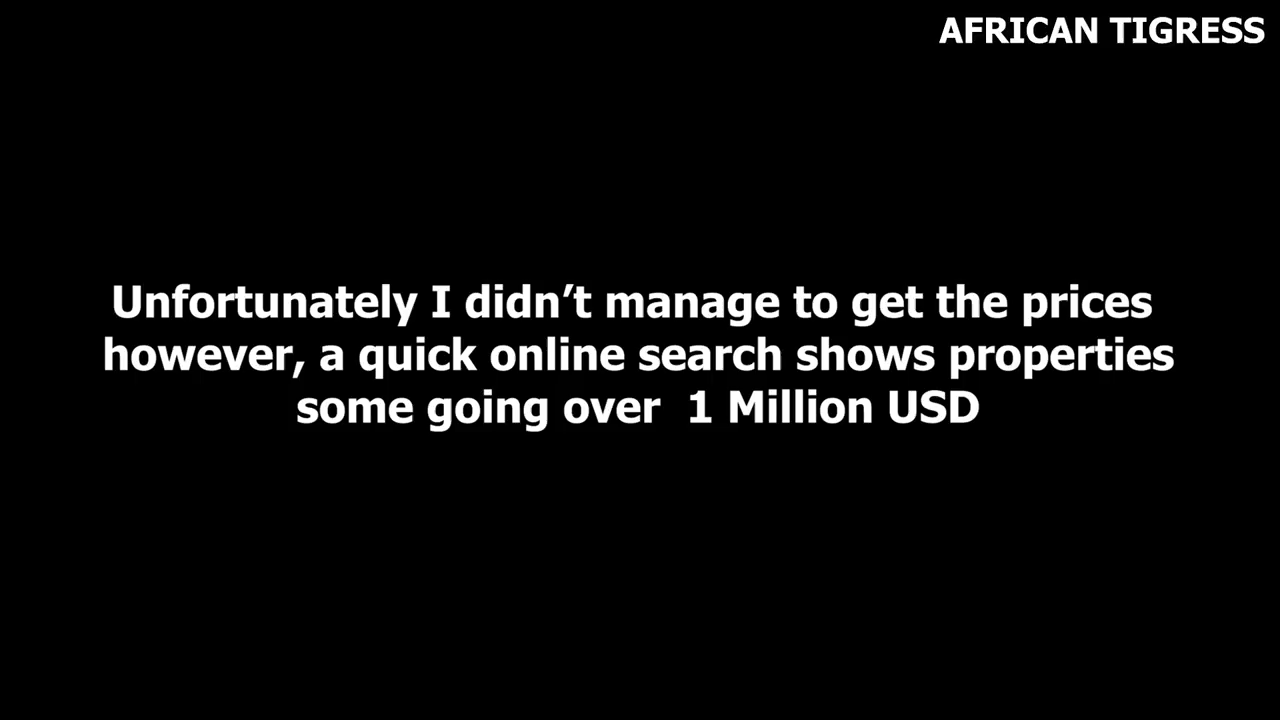 AFRICAN TIGRESS
Unfortunately I didn’t manage to get the prices
however, a quick online search shows properties
some going over  1 Million USD